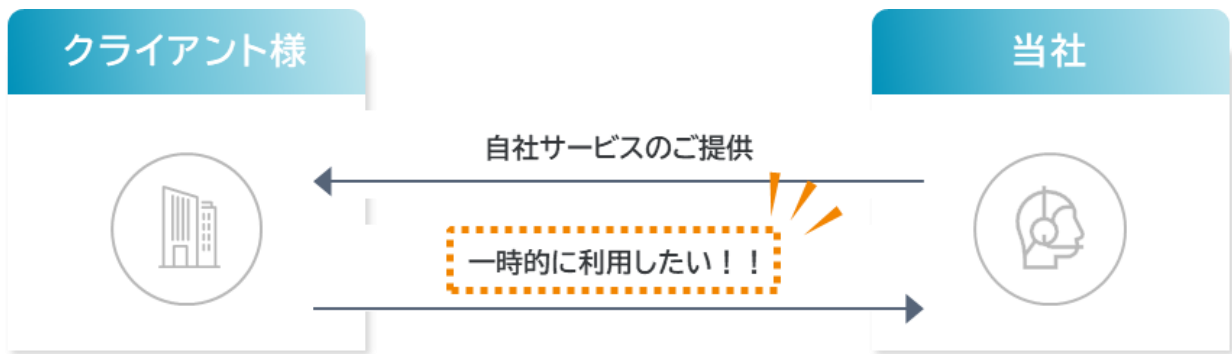 クライアント様
当社
自社サービスのご提供
一時的に利用したい！！